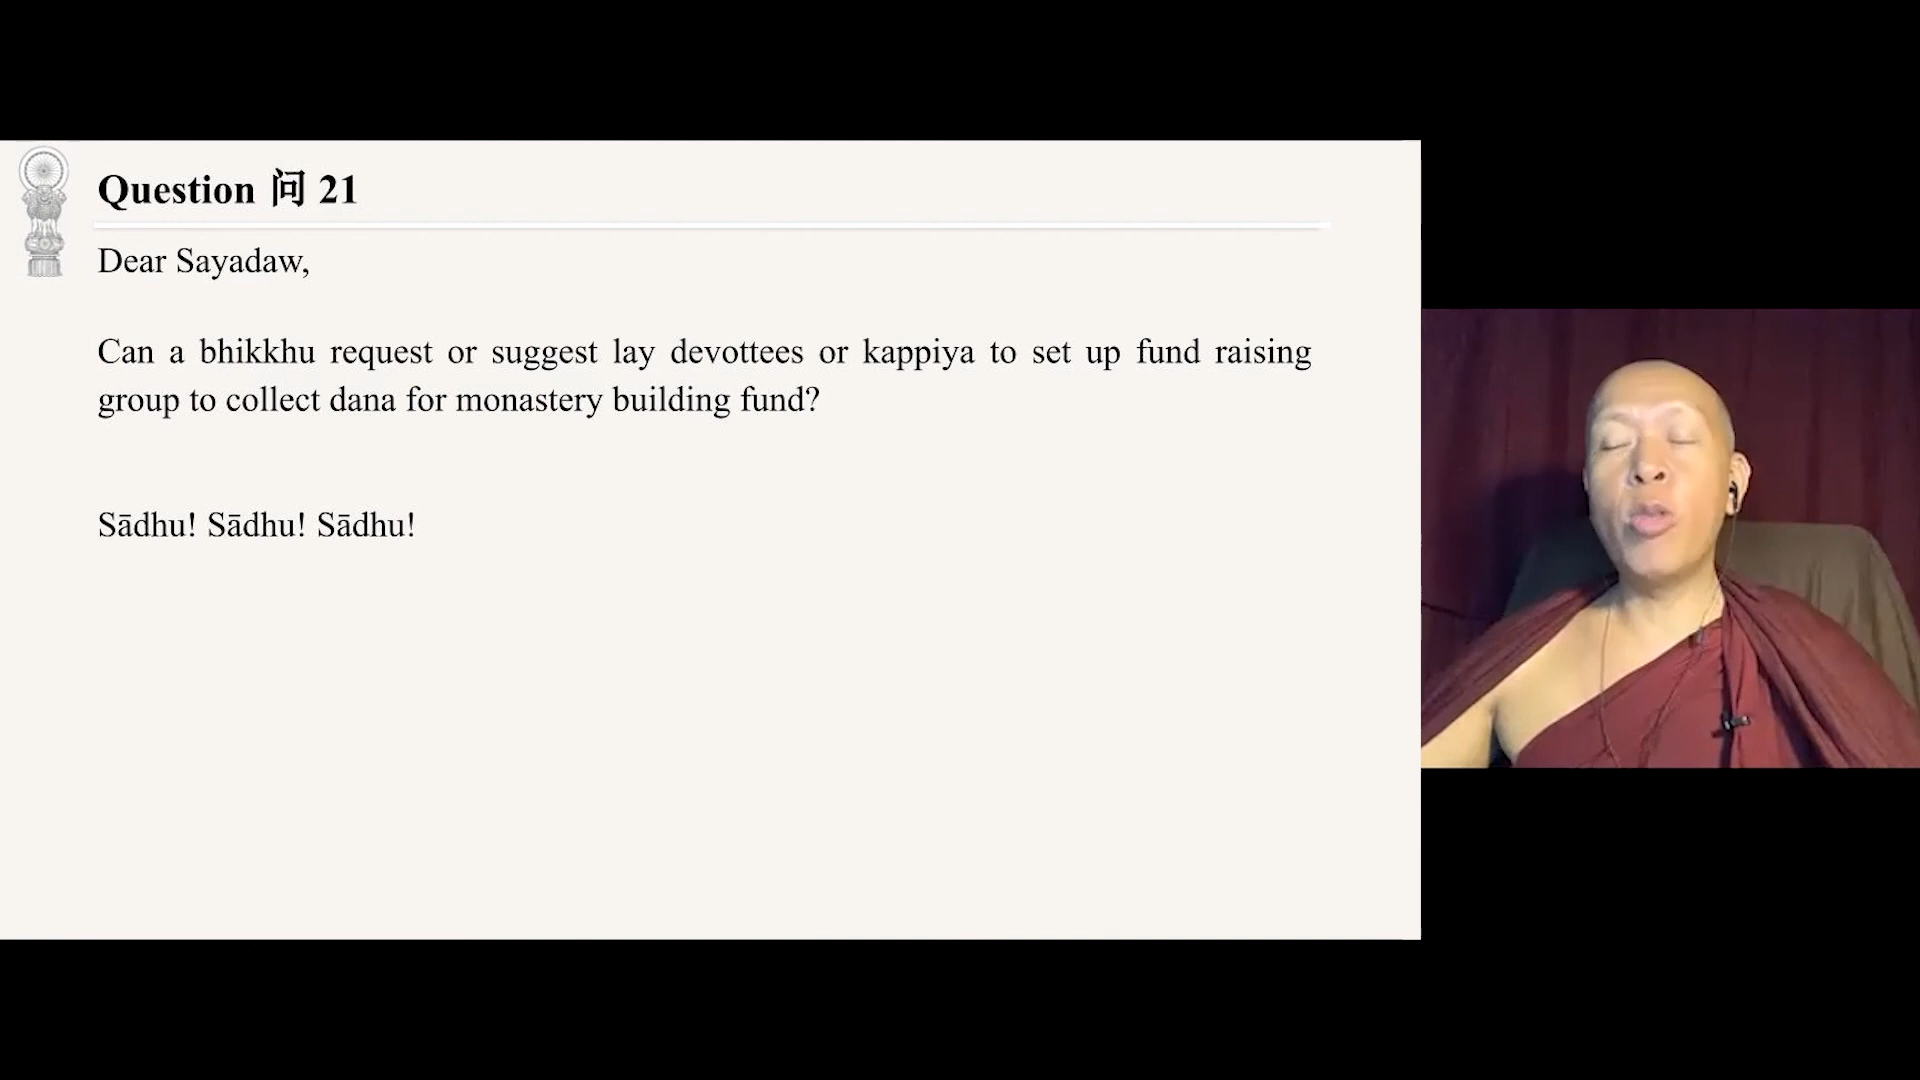 Question 问 21
Dear Sayadaw,
Can a bhikkhu request or suggest lay devottees or kappiya to set up fund raising
group to collect dana for monastery building fund?
Sādhu! Sādhu! Sādhu!